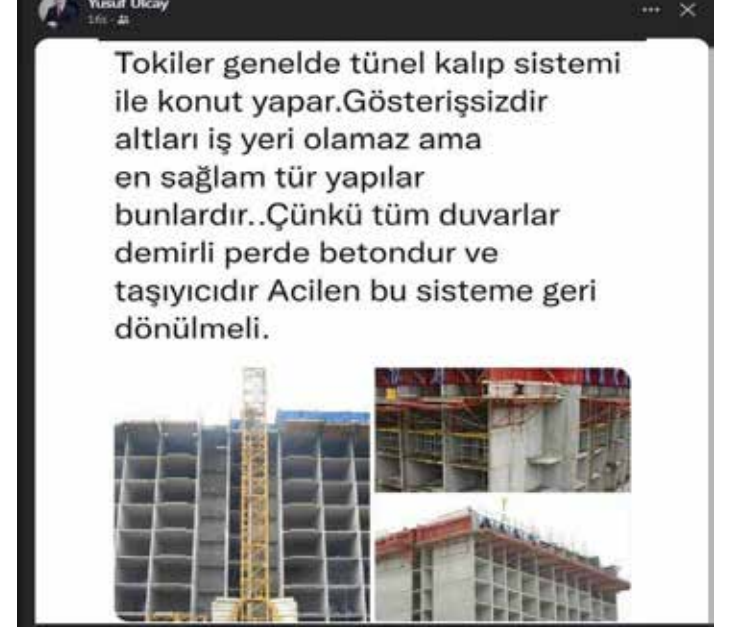 Yusuf Ulcay
16s
Tokiler genelde tünel kalıp sistemi
ile konut yapar.Gösterişsizdir
altları iş yeri olamaz ama
en sağlam tür yapılar
bunlardır..Çünkü tüm duvarlar
demirli perde betondur ve
taşıyıcıdır Acilen bu sisteme geri
dönülmeli.